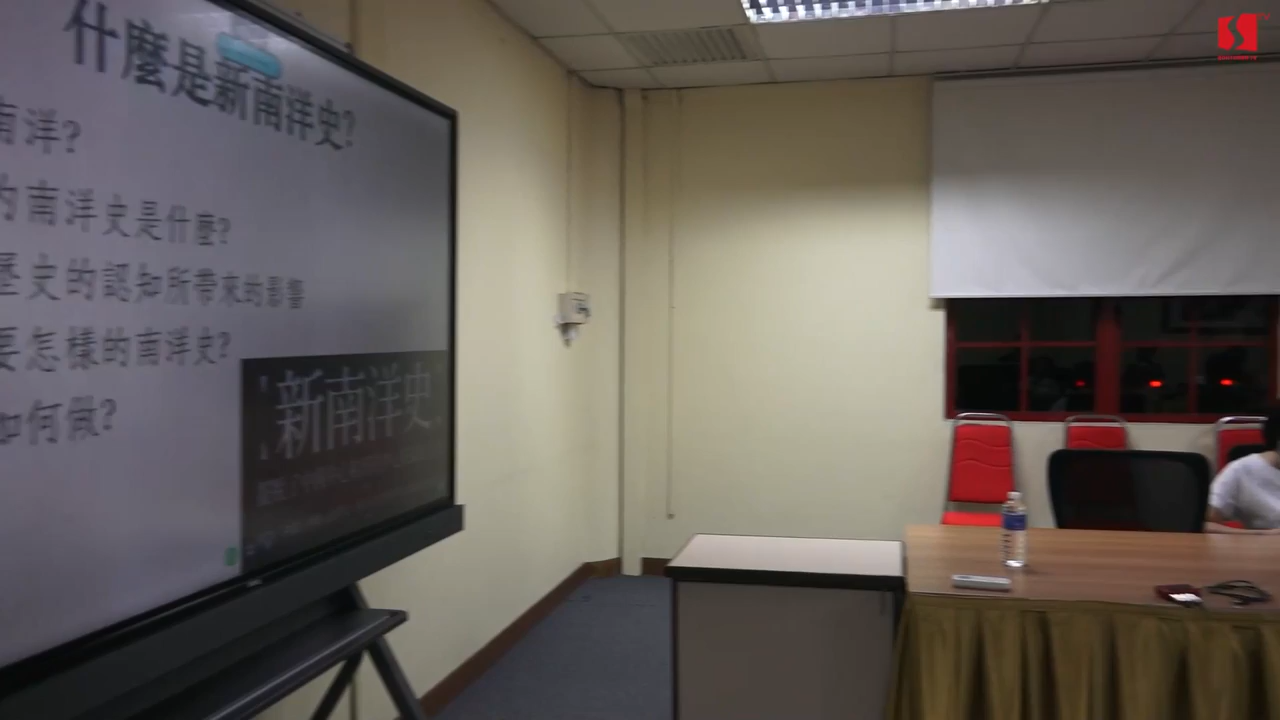 什麼是新南洋史?
南洋?
的南洋史是什麼?
歷史的認知所帶來的影響
要怎樣的南洋史?
如何做?
新南洋史